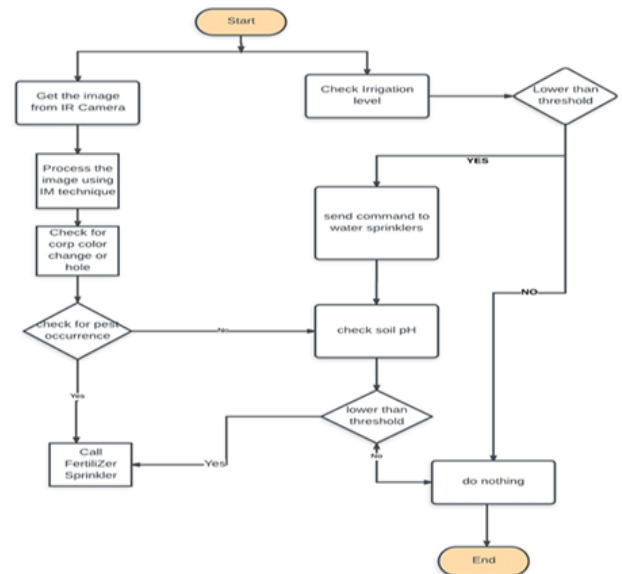 Start
Get the image
from IR Camera
Check Irrigation
level
Lower than
threshold
Process the
image using
IM technique
YES
send command to
water sprinklers
Check for
corp color
change or
hole
NO
check for pest
occurrence
No
check soil pH
Yes
lower than
threshold
Call
FertiliZer
Sprinkler
Yes
No
do nothing
End